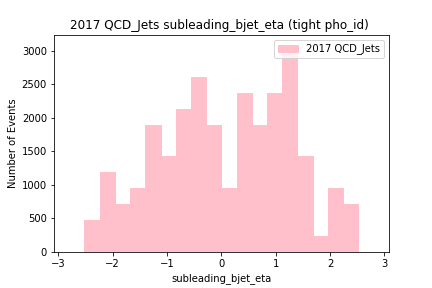 2017 QCD_Jets subleading_bjet_eta (tight pho_id)
2017 QCD_Jets
Number of Events
3000
2500
2000
1500
1000
500
0
−3 −2 −1 0 1 2 3
subleading_bjet_eta